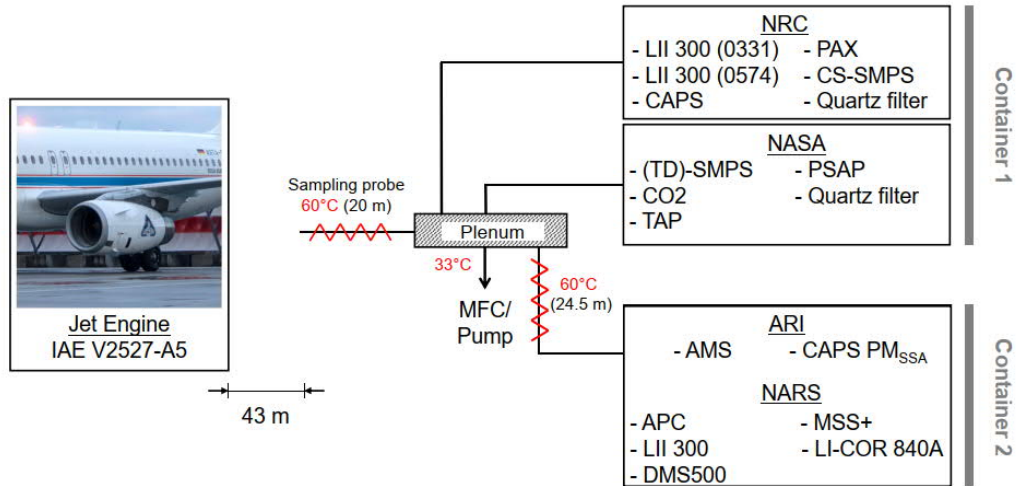 Jet Engine
IAE V2527-A5
43 m
Sampling probe
60°C (20 m)
Plenum
33°C
MFC/
Pump
60°C
(24.5 m)
NRC
- LII 300 (0331) - PAX
- LII 300 (0574) - CS-SMPS
- CAPS - Quartz filter
NASA
- (TD)-SMPS - PSAP
- CO2 - Quartz filter
- TAP
Container 1
ARI
- AMS - CAPS PMSSA
NARS
- APC - MSS+
- LII 300 - LI-COR 840A
- DMS500
Container 2